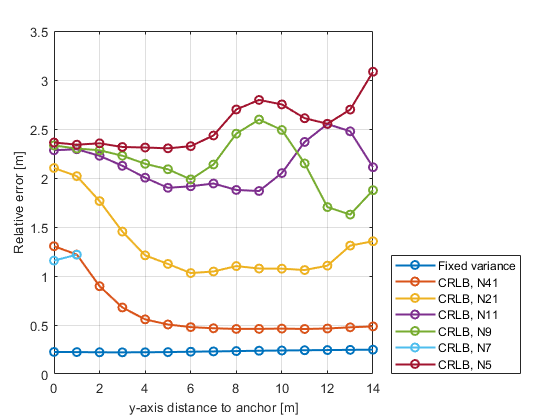 3.5
3
2.5
2
1.5
1
0.5
0
0 2 4 6 8 10 12 14
Relative error [m]
y-axis distance to anchor [m]
Fixed variance
CRLB, N41
CRLB, N21
CRLB, N11
CRLB, N9
CRLB, N7
CRLB, N5